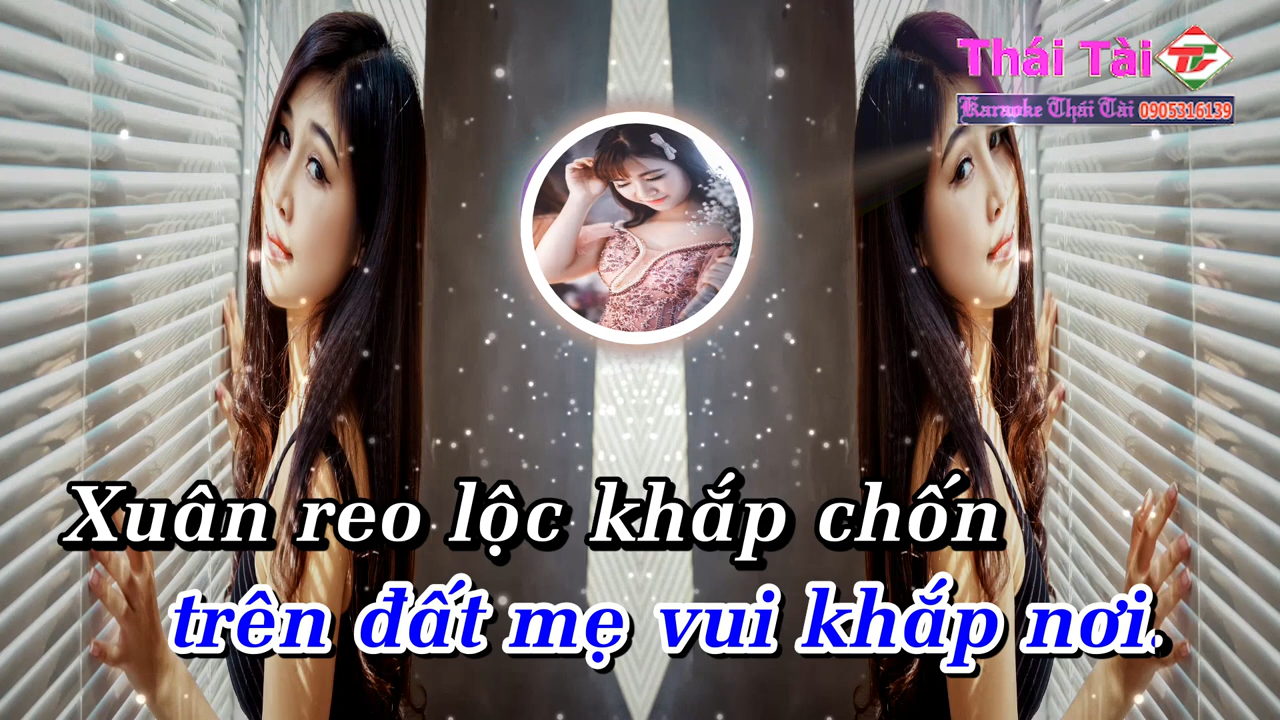 Thái Tài
Karaoke Thái Tài 0905316139
Xuân reo lộc khắp chốn
trên đất mẹ vui khắp nơi.